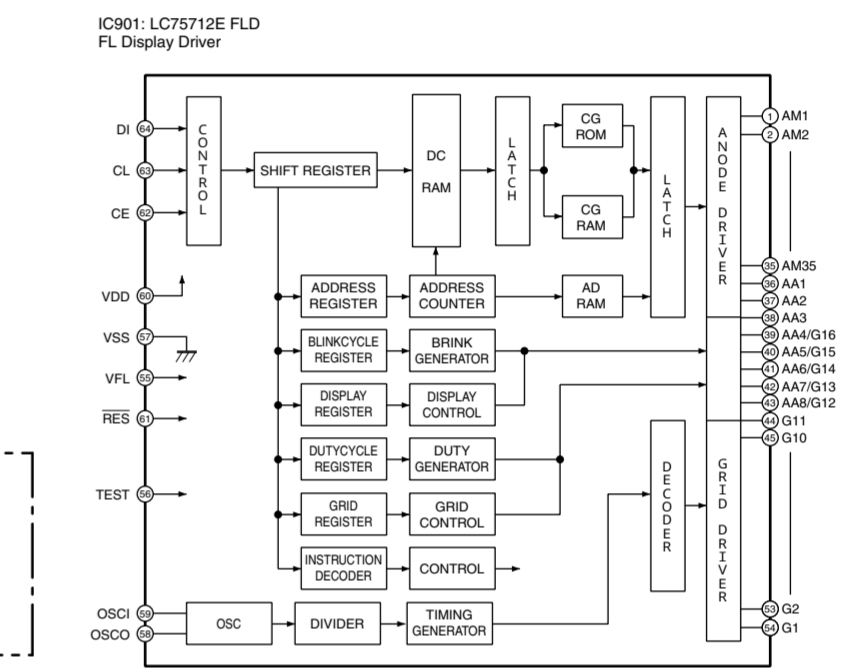 IC901: LC75712E FLD
FL Display Driver
DI 64
CL 63
CE 62
VDD 60
VSS 57
VFL 55
RES 61
TEST 56
OSCI 59
OSCO 58
CONTROL
SHIFT REGISTER
DC
RAM
LATCH
CG
ROM
CG
RAM
LATCH
ANODE DRIVER
ADDRESS
REGISTER
ADDRESS
COUNTER
AD
RAM
BLINKCYCLE
REGISTER
BRINK
GENERATOR
DISPLAY
REGISTER
DISPLAY
CONTROL
DUTYCYCLE
REGISTER
DUTY
GENERATOR
GRID
REGISTER
GRID
CONTROL
INSTRUCTION
DECODER
CONTROL
OSC
DIVIDER
TIMING
GENERATOR
DECODER
GRID DRIVER
1 AM1
2 AM2
35 AM35
36 AA1
37 AA2
38 AA3
39 AA4/G16
40 AA5/G15
41 AA6/G14
42 AA7/G13
43 AA8/G12
44 G11
45 G10
53 G2
54 G1